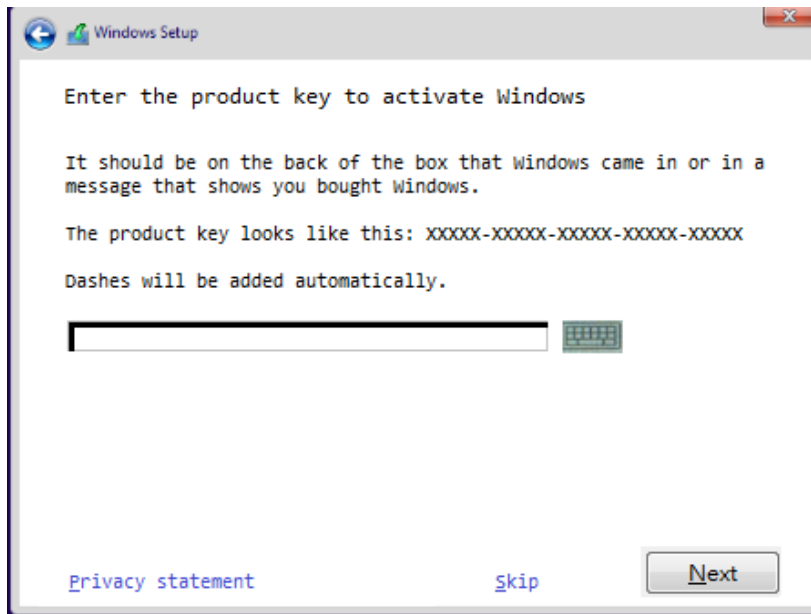 Windows Setup
Enter the product key to activate Windows
It should be on the back of the box that Windows came in or in a
message that shows you bought Windows.
The product key looks like this: XXXXX-XXXXX-XXXXX-XXXXX-XXXXX
Dashes will be added automatically.
Privacy statement
Skip
Next